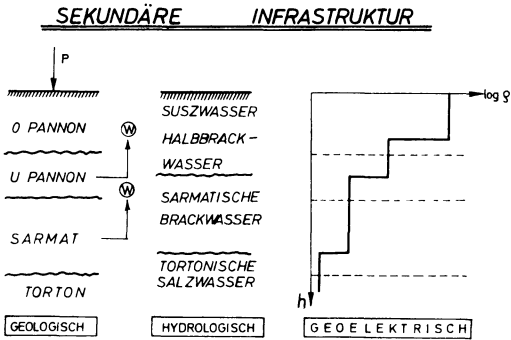 SEKUNDÄRE INFRASTRUKTUR
P
O PANNON
W
U PANNON
W
SARMAT
TORTON
GEOLOGISCH
SUSZWASSER
HALBBRACK-
WASSER
SARMATISCHE
BRACKWASSER
TORTONISCHE
SALZWASSER
HYDROLOGISCH
log ρ
h
GEOELEKTRISCH